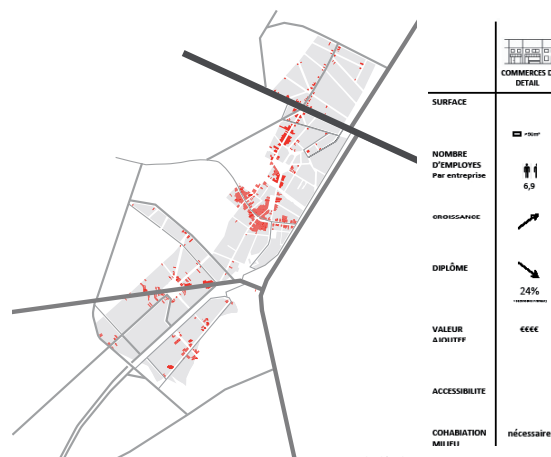 COMMERCES D
DETAIL
SURFACE
NOMBRE
D'EMPLOYES
Par entreprise
6,9
CROISSANCE
DIPLÔME
24%
VALEUR
AJOUTEE
€€€€
ACCESSIBILITE
COHABIATION
MILIEU
nécessaire